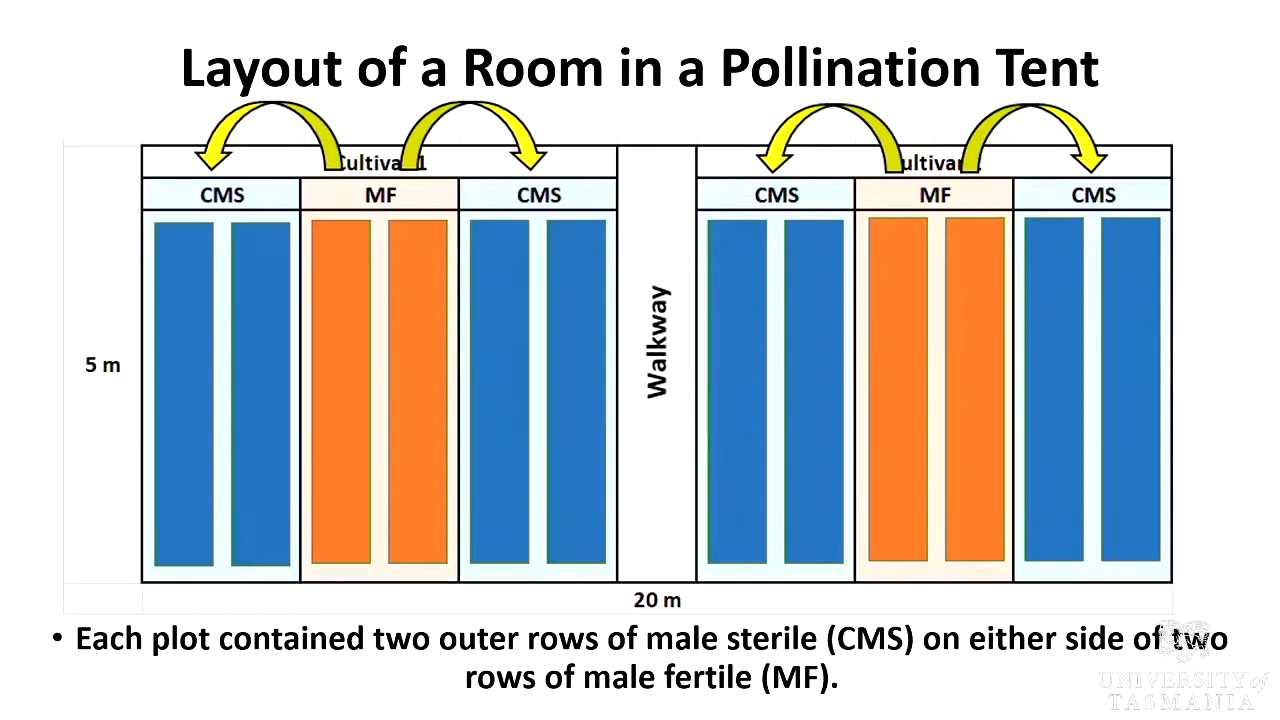 Layout of a Room in a Pollination Tent
Cultivar 1
CMS MF CMS
CMS MF CMS
5 m
Walkway
20 m
• Each plot contained two outer rows of male sterile (CMS) on either side of two
rows of male fertile (MF).
UNIVERSITY of
TASMANIA